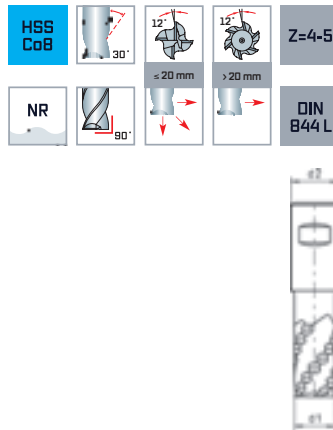 HSS
Co8
30°
12°
≤ 20 mm
12°
> 20 mm
Z=4-5
NR
90°
DIN
844 L
d2
d1